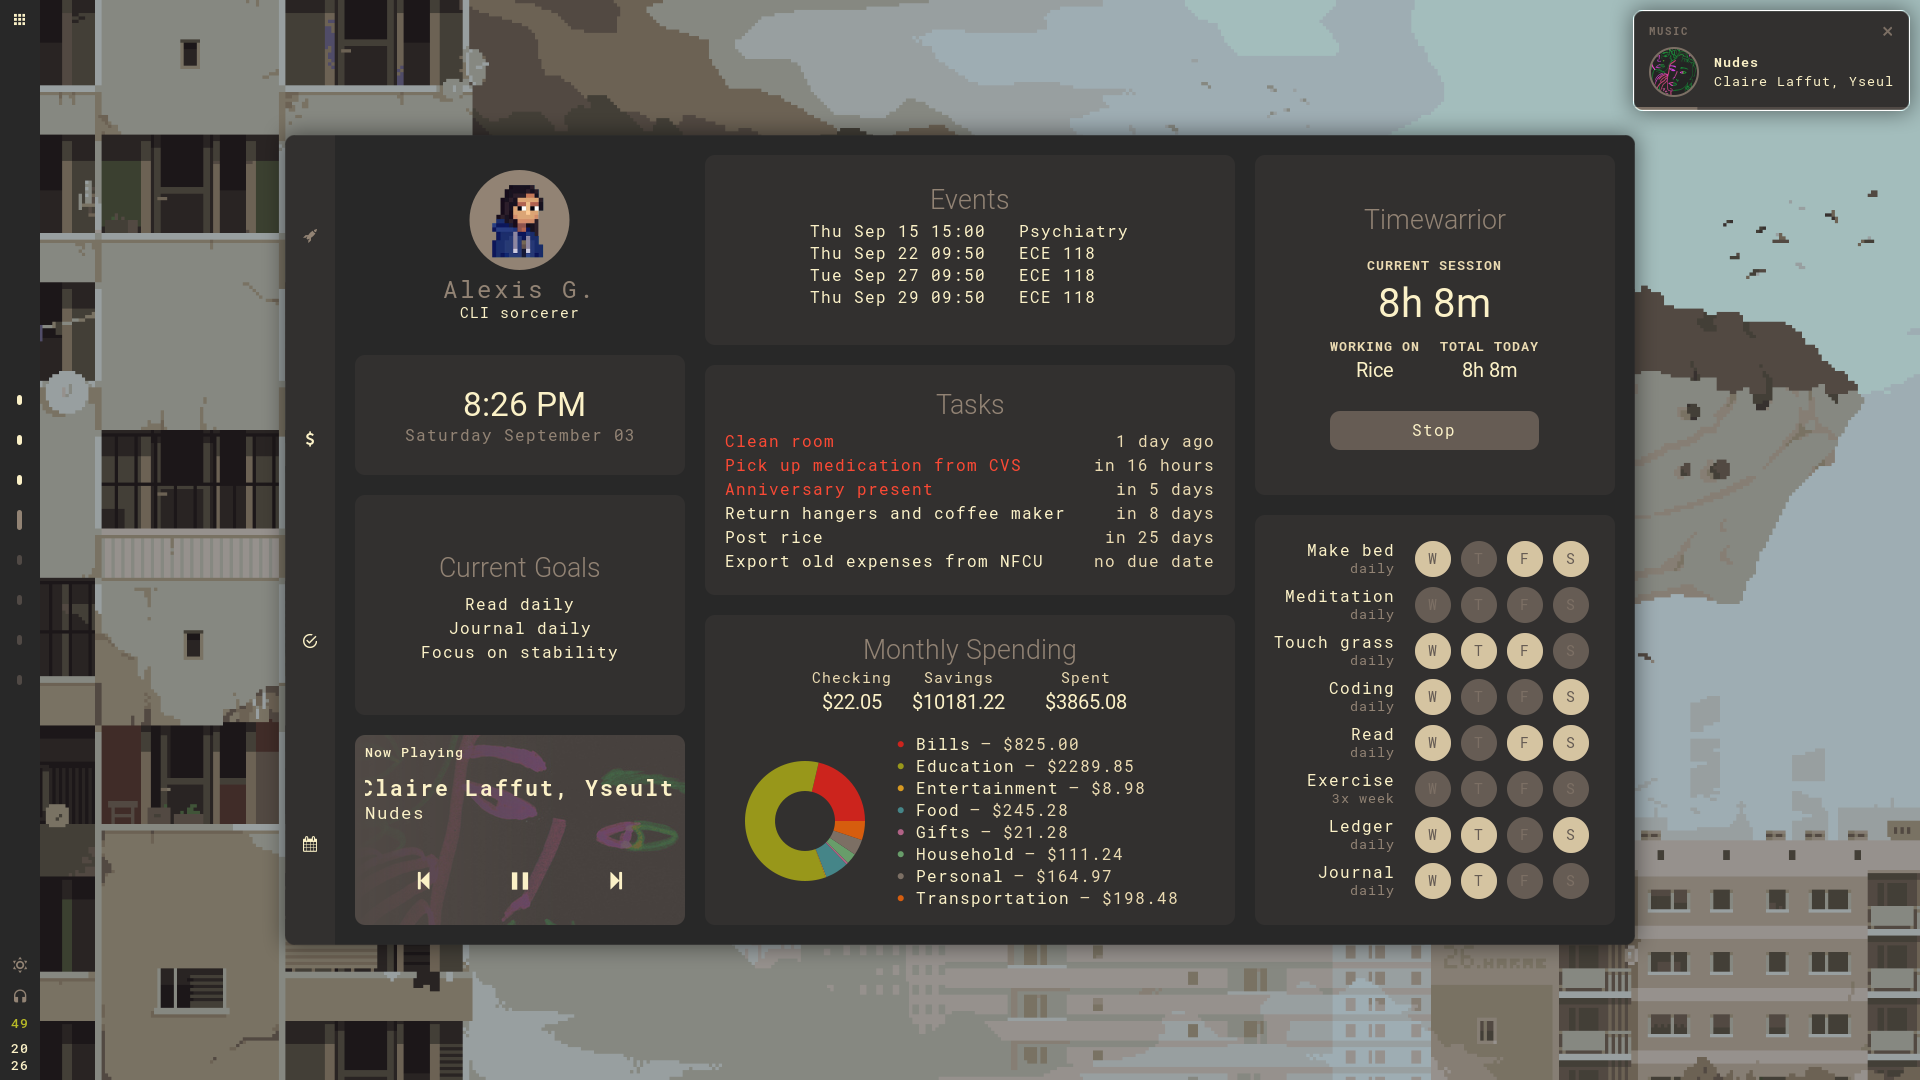 MUSIC
Nudes
Claire Laffut, Yseul
Alexis G.
CLI sorcerer
8:26 PM
Saturday September 03
Current Goals
Read daily
Journal daily
Focus on stability
Now Playing
Claire Laffut, Yseult
Nudes
Events
Thu Sep 15 15:00 Psychiatry
Thu Sep 22 09:50 ECE 118
Tue Sep 27 09:50 ECE 118
Thu Sep 29 09:50 ECE 118
Tasks
Clean room 1 day ago
Pick up medication from CVS in 16 hours
Anniversary present in 5 days
Return hangers and coffee maker in 8 days
Post rice in 25 days
Export old expenses from NFCU no due date
Monthly Spending
Checking Savings Spent
$22.05 $10181.22 $3865.08
Bills — $825.00
Education — $2289.85
Entertainment — $8.98
Food — $245.28
Gifts — $21.28
Household — $111.24
Personal — $164.97
Transportation — $198.48
Timewarrior
CURRENT SESSION
8h 8m
WORKING ON TOTAL TODAY
Rice 8h 8m
Stop
Make bed W T F S
daily
Meditation W T F S
daily
Touch grass W T F S
daily
Coding W T F S
daily
Read W T F S
daily
Exercise W T F S
3x week
Ledger W T F S
daily
Journal W T F S
daily
49
20
26